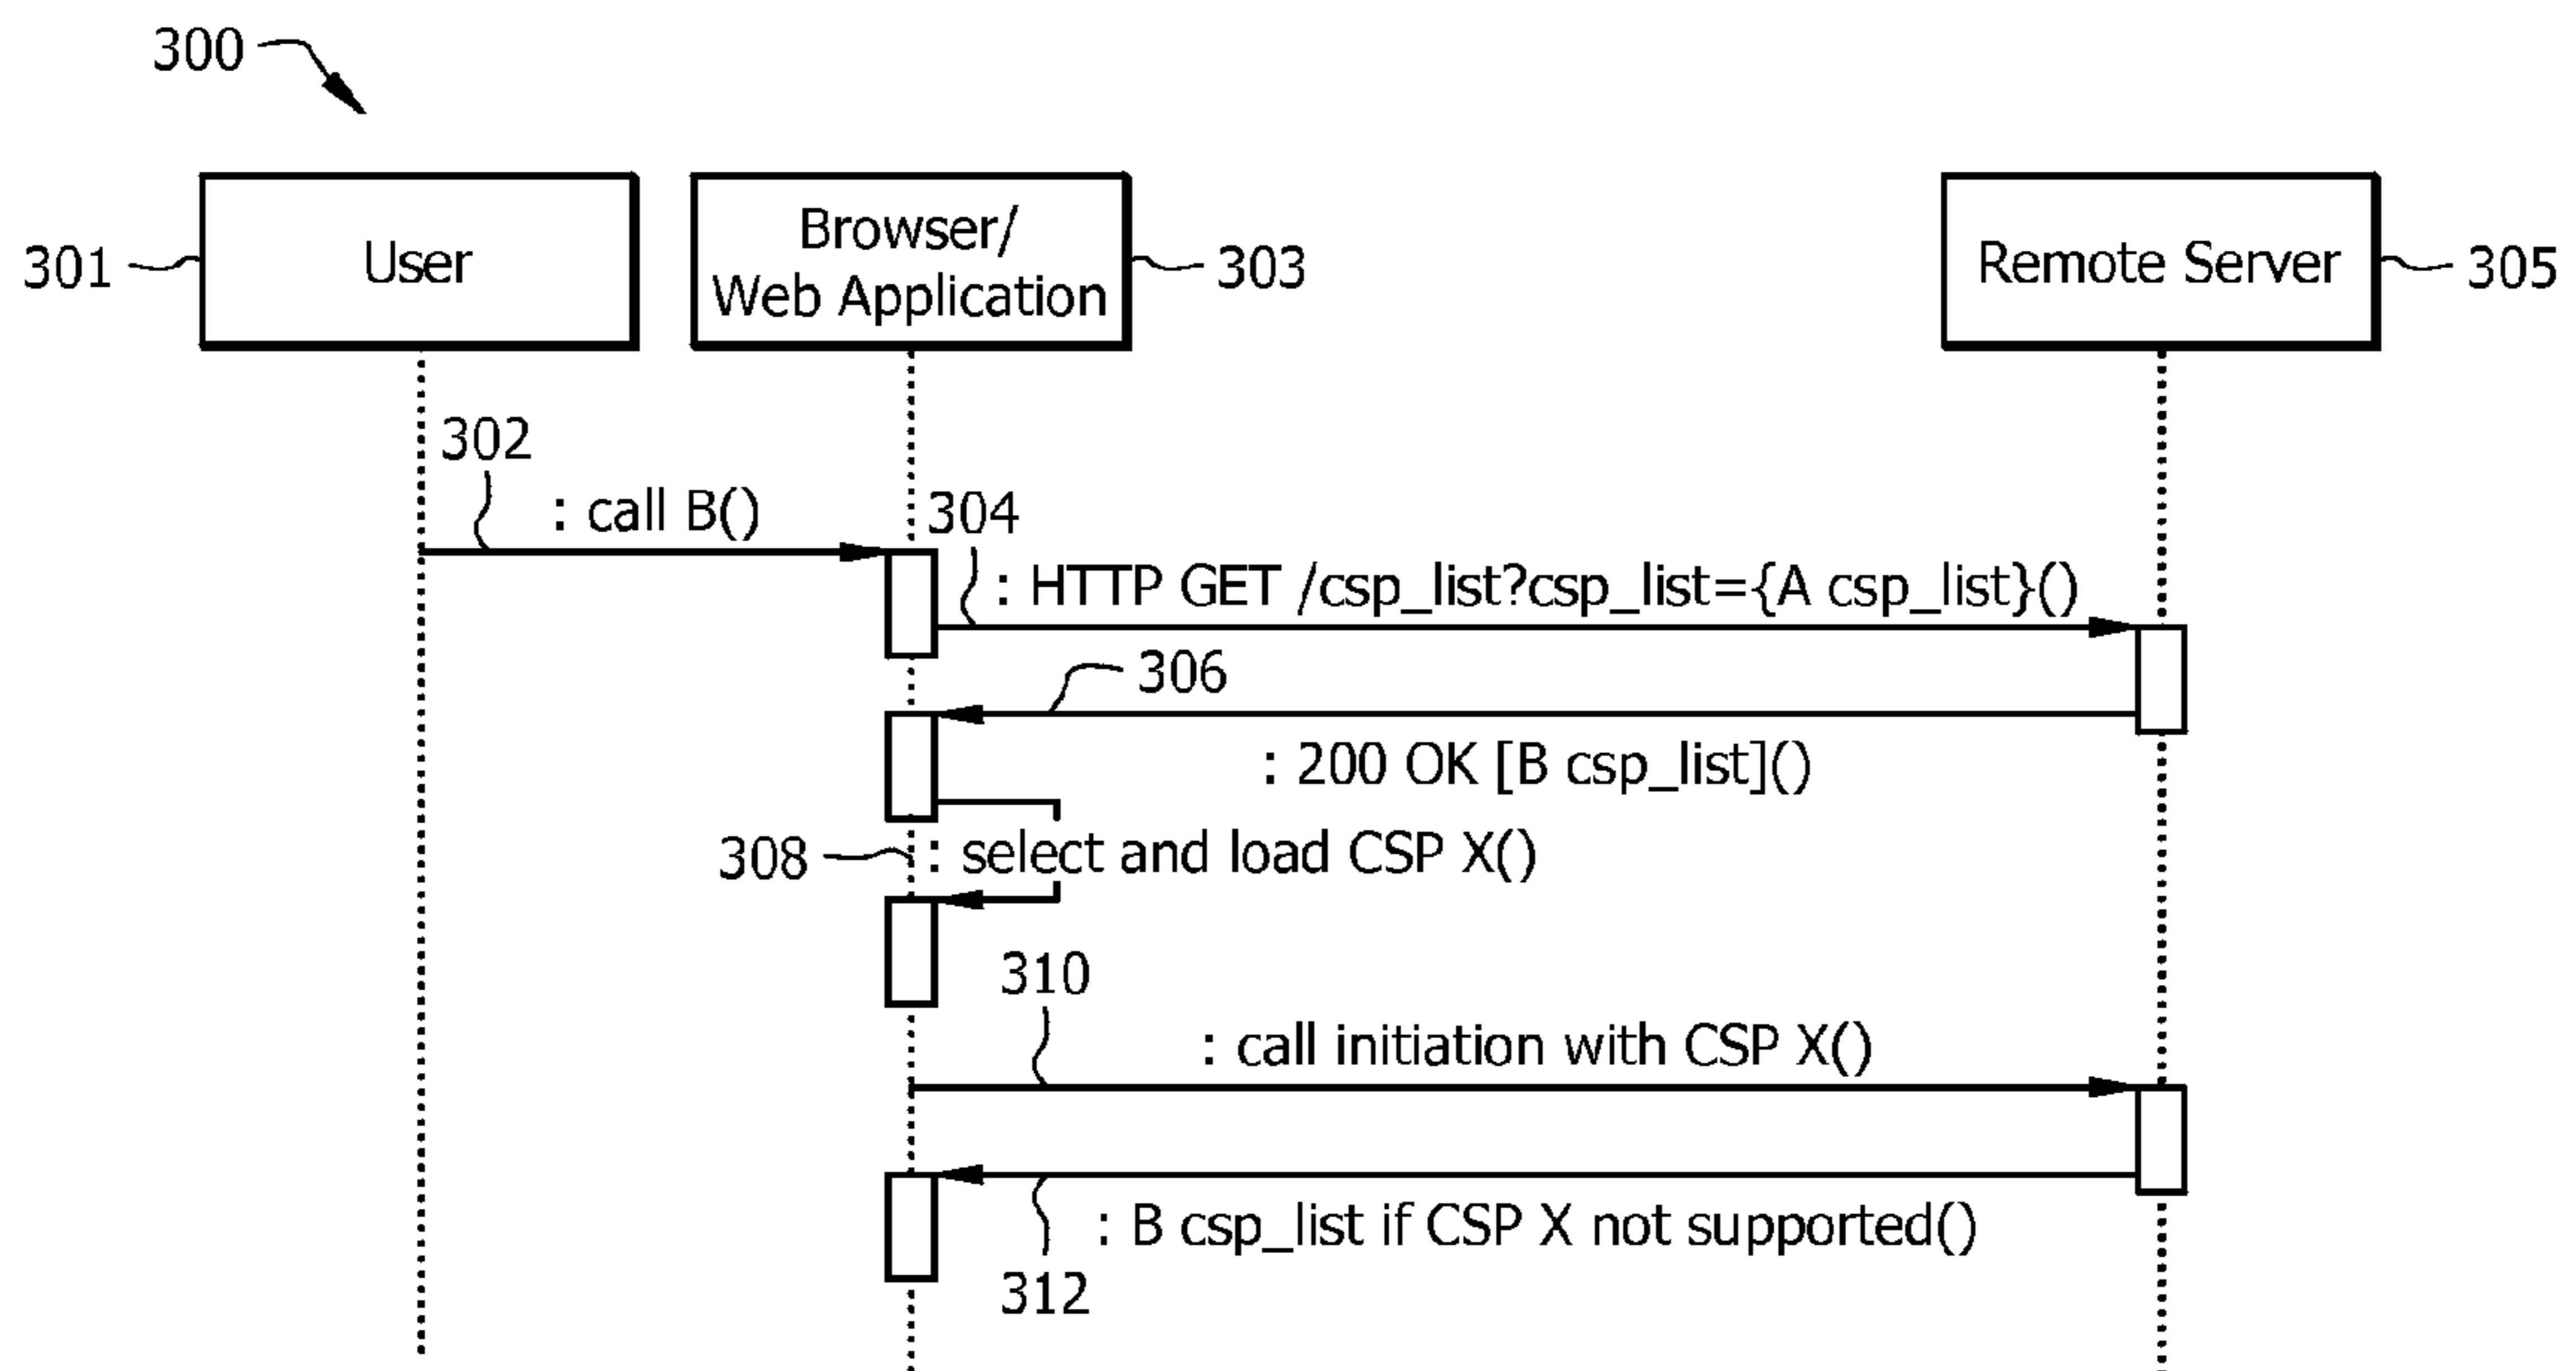 300
301
User
Browser/
Web Application
303
Remote Server
305
302
: call B()
304
: HTTP GET /csp_list?csp_list={A csp_list}()
306
: 200 OK [B csp_list]()
308
: select and load CSP X()
310
: call initiation with CSP X()
: B csp_list if CSP X not supported()
312